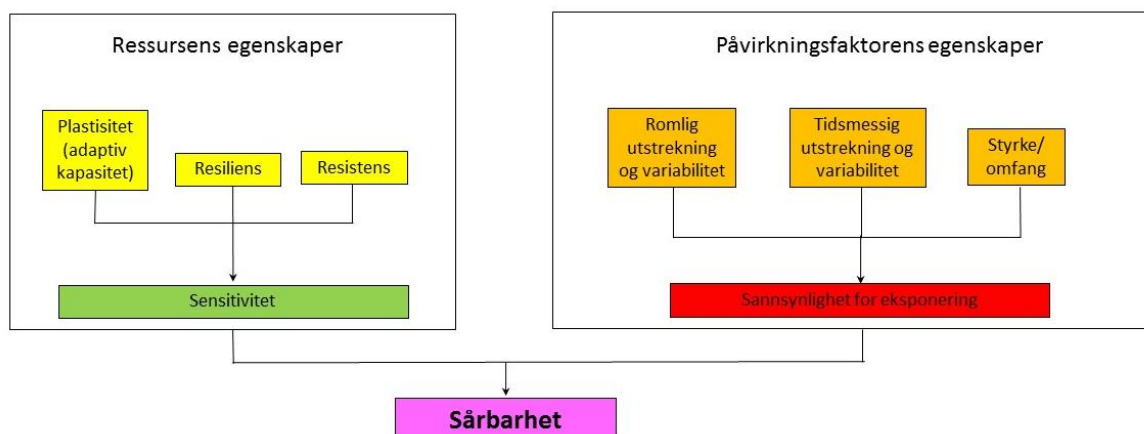 Ressursens egenskaper
Plastisitet
(adaptiv
kapasitet)
Resiliens
Resistens
Sensitivitet
Påvirkningsfaktorens egenskaper
Romlig
utstrekning
og variabilitet
Tidsmessig
utstrekning og
variabilitet
Styrke/
omfang
Sannsynlighet for eksponering
Sårbarhet